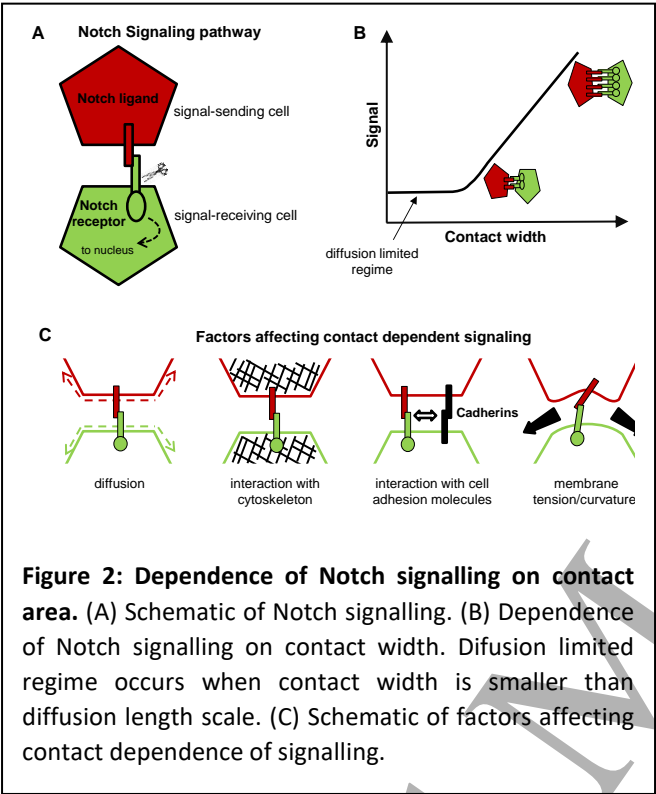 A Notch Signaling pathway
Notch ligand
signal-sending cell
Notch
receptor
to nucleus
signal-receiving cell
B
Signal
Contact width
diffusion limited
regime
C Factors affecting contact dependent signaling
Cadherins
diffusion
interaction with
cytoskeleton
interaction with cell
adhesion molecules
membrane
tension/curvature
Figure 2: Dependence of Notch signalling on contact
area. (A) Schematic of Notch signalling. (B) Dependence
of Notch signalling on contact width. Difusion limited
regime occurs when contact width is smaller than
diffusion length scale. (C) Schematic of factors affecting
contact dependence of signalling.